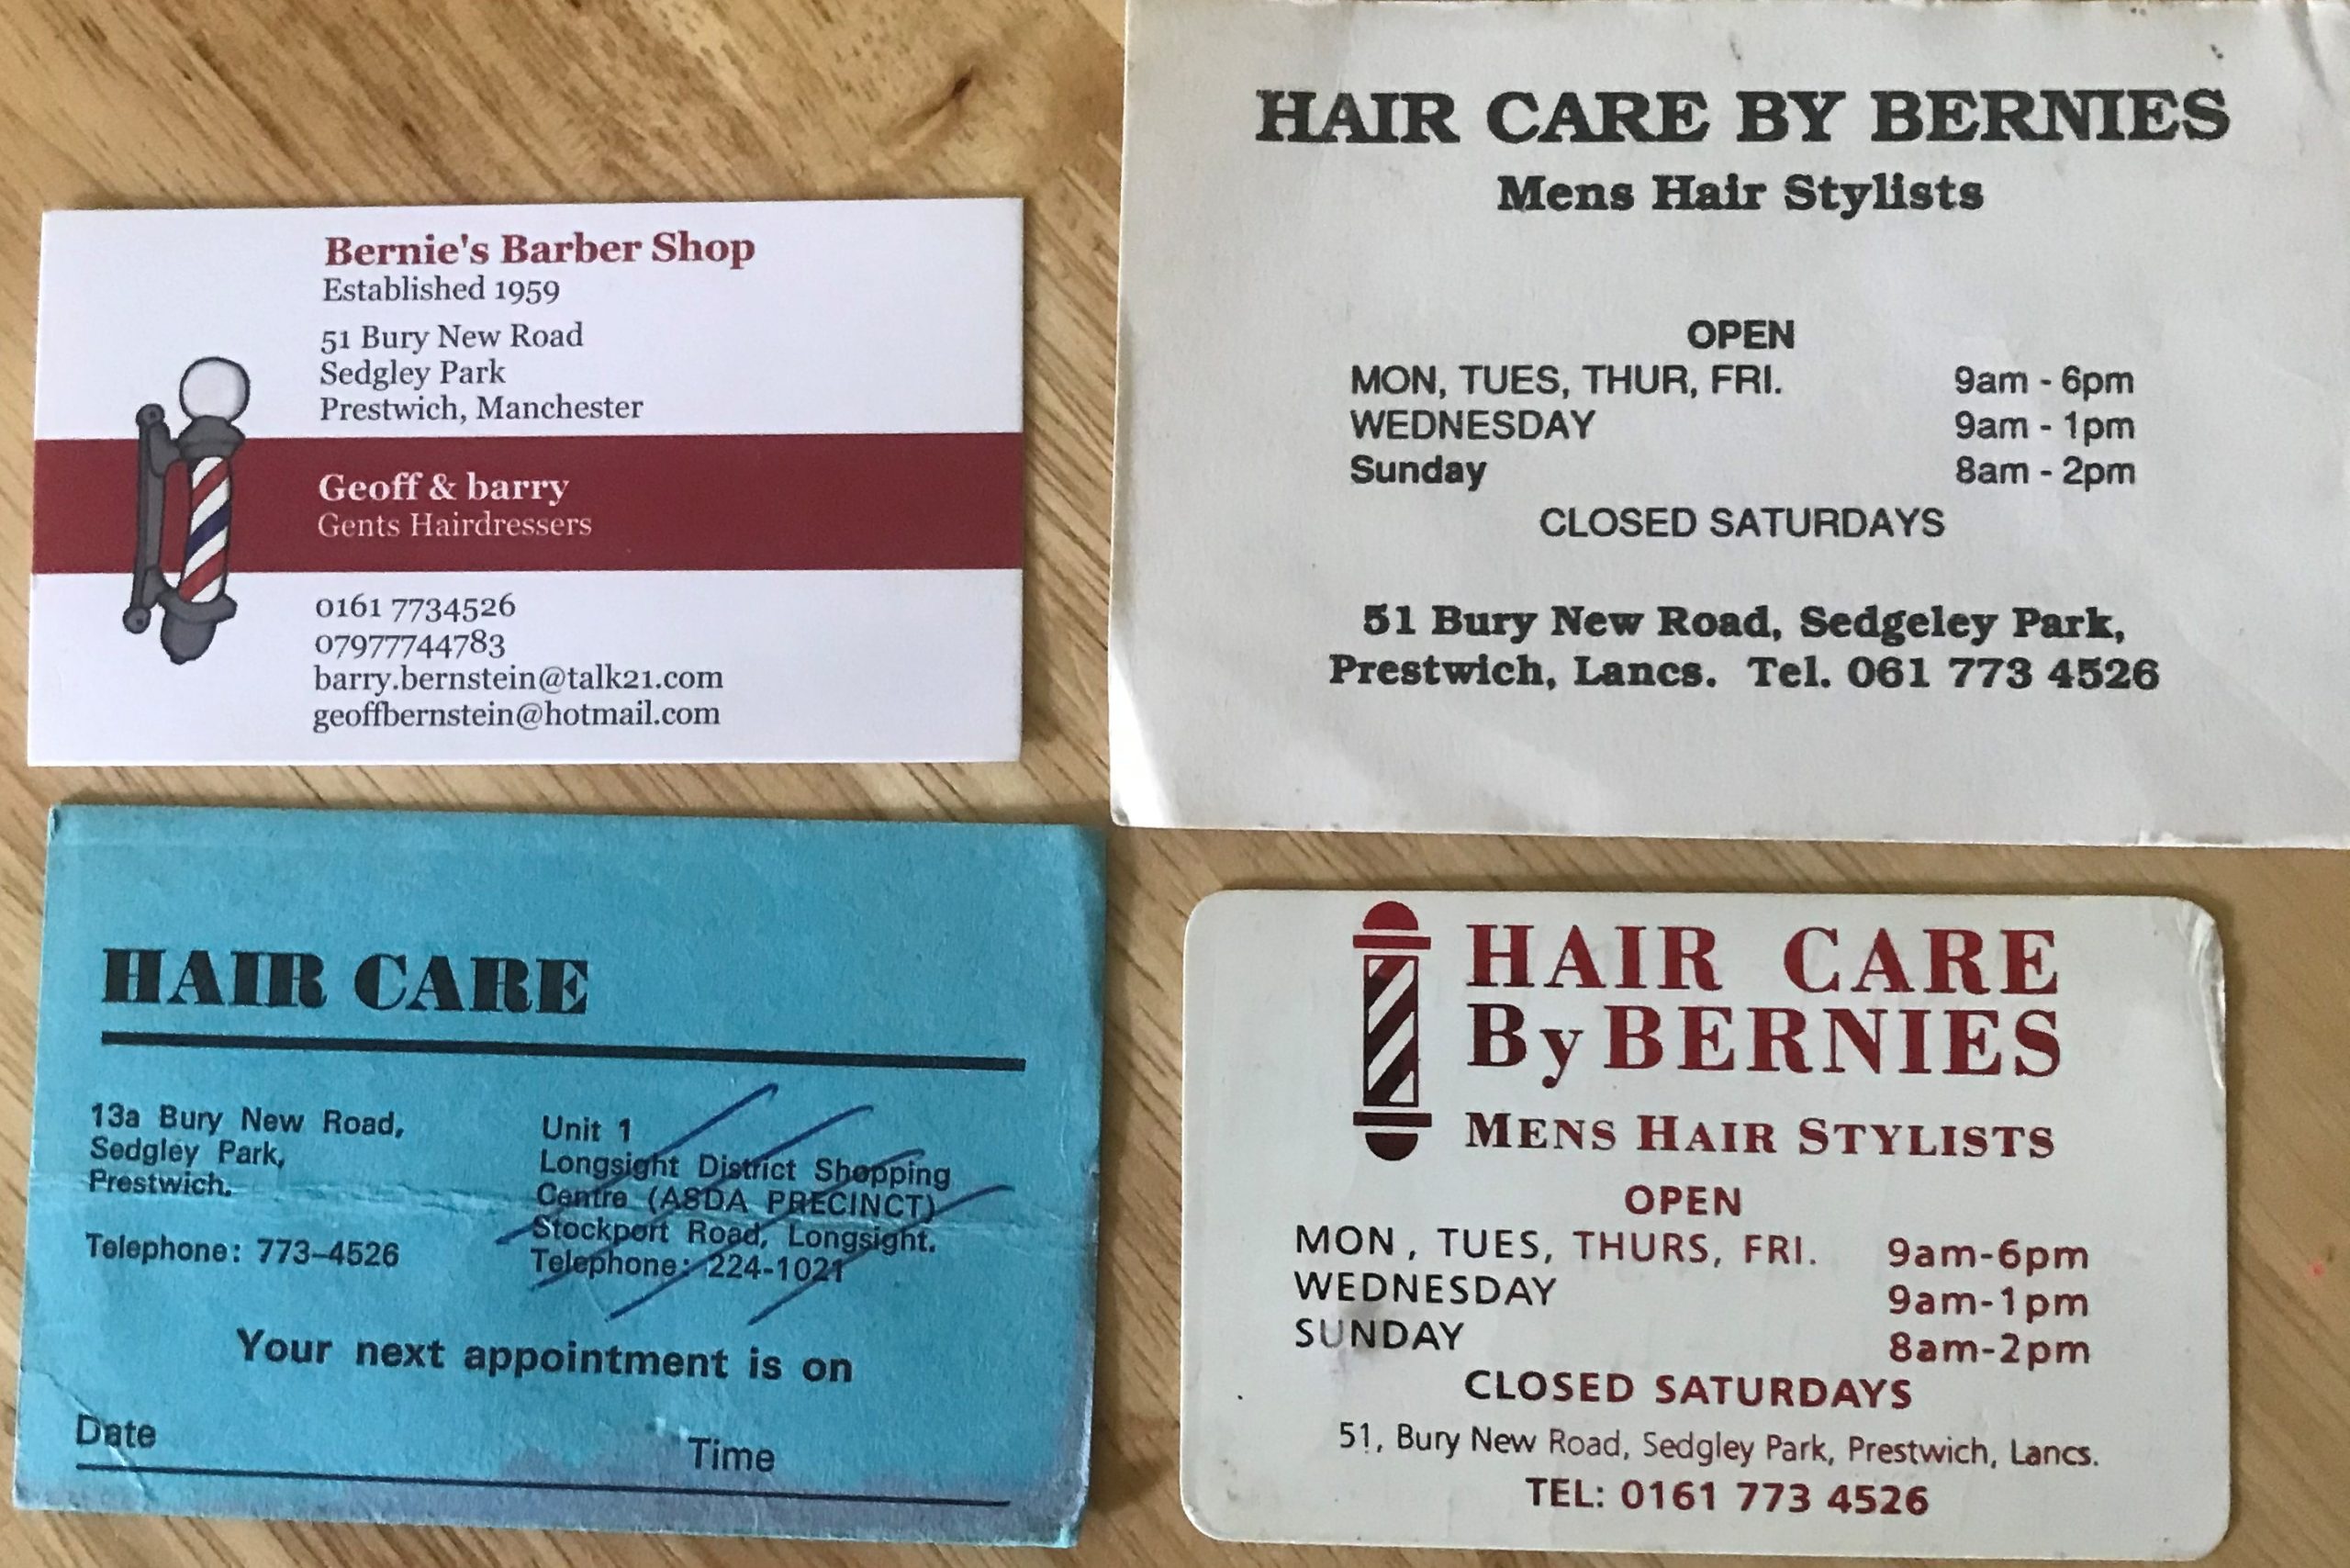 Bernie's Barber Shop
Established 1959
51 Bury New Road
Sedgley Park
Prestwich, Manchester
Geoff & barry
Gents Hairdressers
0161 7734526
07977744783
barry.bernstein@talk21.com
geoffbernstein@hotmail.com
HAIR CARE BY BERNIES
Mens Hair Stylists
OPEN
MON, TUES, THUR, FRI. 9am - 6pm
WEDNESDAY 9am - 1pm
Sunday 8am - 2pm
CLOSED SATURDAYS
51 Bury New Road, Sedgeley Park,
Prestwich, Lancs. Tel. 061 773 4526
HAIR CARE
13a Bury New Road,
Sedgley Park,
Prestwich.
Telephone: 773-4526
Unit 1
Longsight District Shopping
Centre (ASDA PRECINCT)
Stockport Road, Longsight.
Telephone: 224-1021
Your next appointment is on
Date Time
HAIR CARE
By BERNIES
MENS HAIR STYLISTS
OPEN
MON, TUES, THURS, FRI. 9am-6pm
WEDNESDAY 9am-1pm
SUNDAY 8am-2pm
CLOSED SATURDAYS
51, Bury New Road, Sedgley Park, Prestwich, Lancs.
TEL: 0161 773 4526